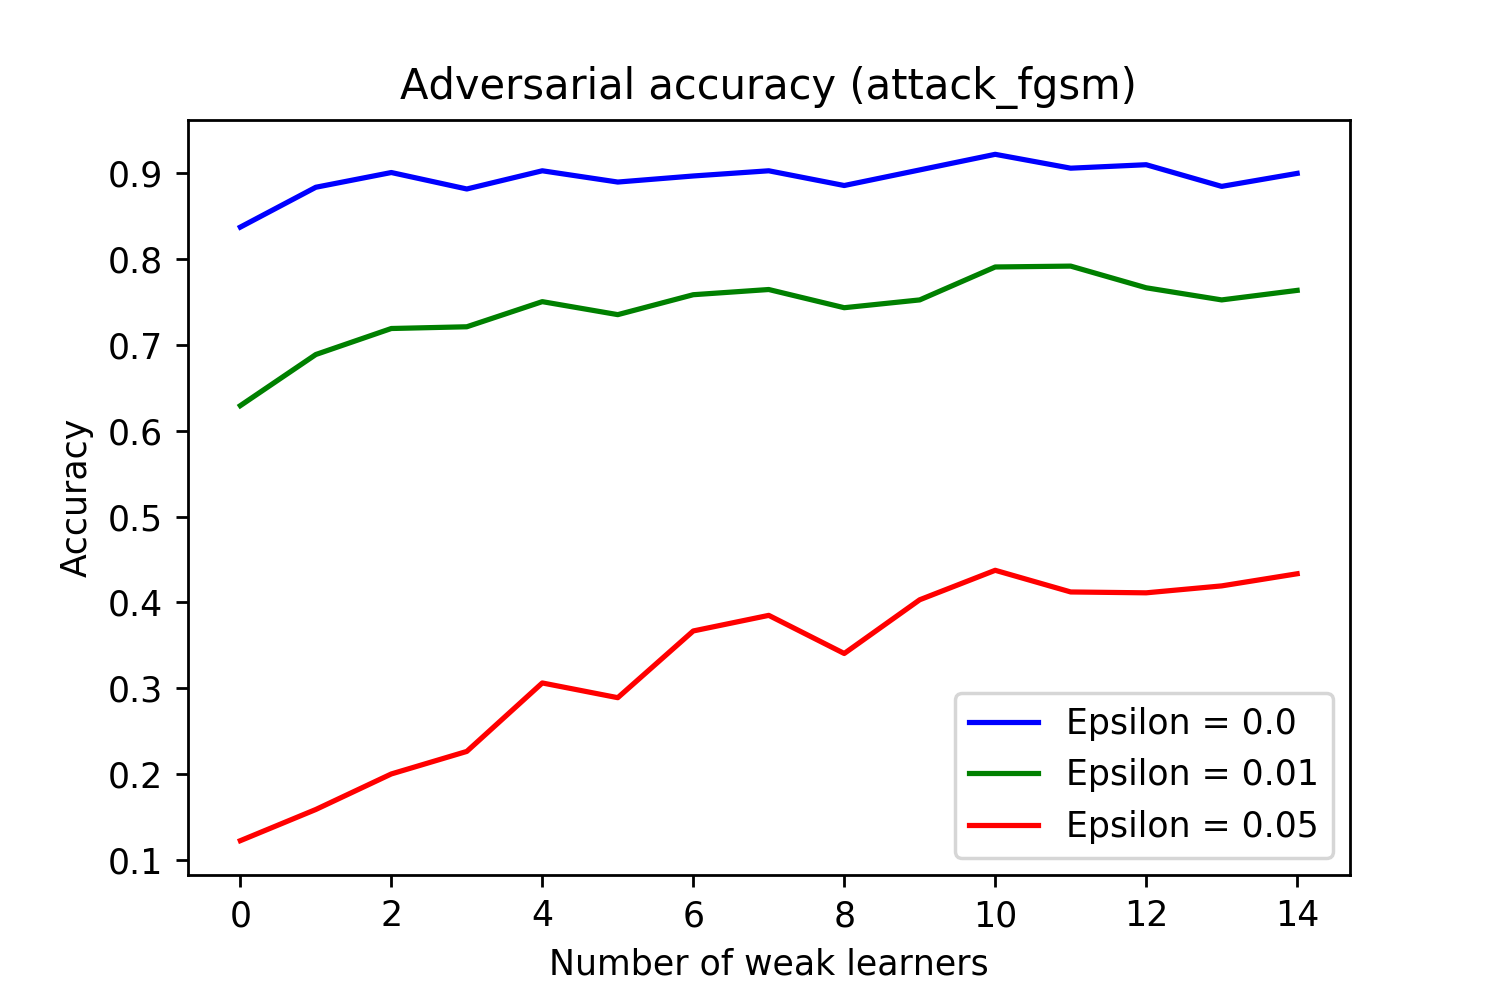 Adversarial accuracy (attack_fgsm)
Accuracy
0.9
0.8
0.7
0.6
0.5
0.4
0.3
0.2
0.1
Epsilon = 0.0
Epsilon = 0.01
Epsilon = 0.05
0 2 4 6 8 10 12 14
Number of weak learners